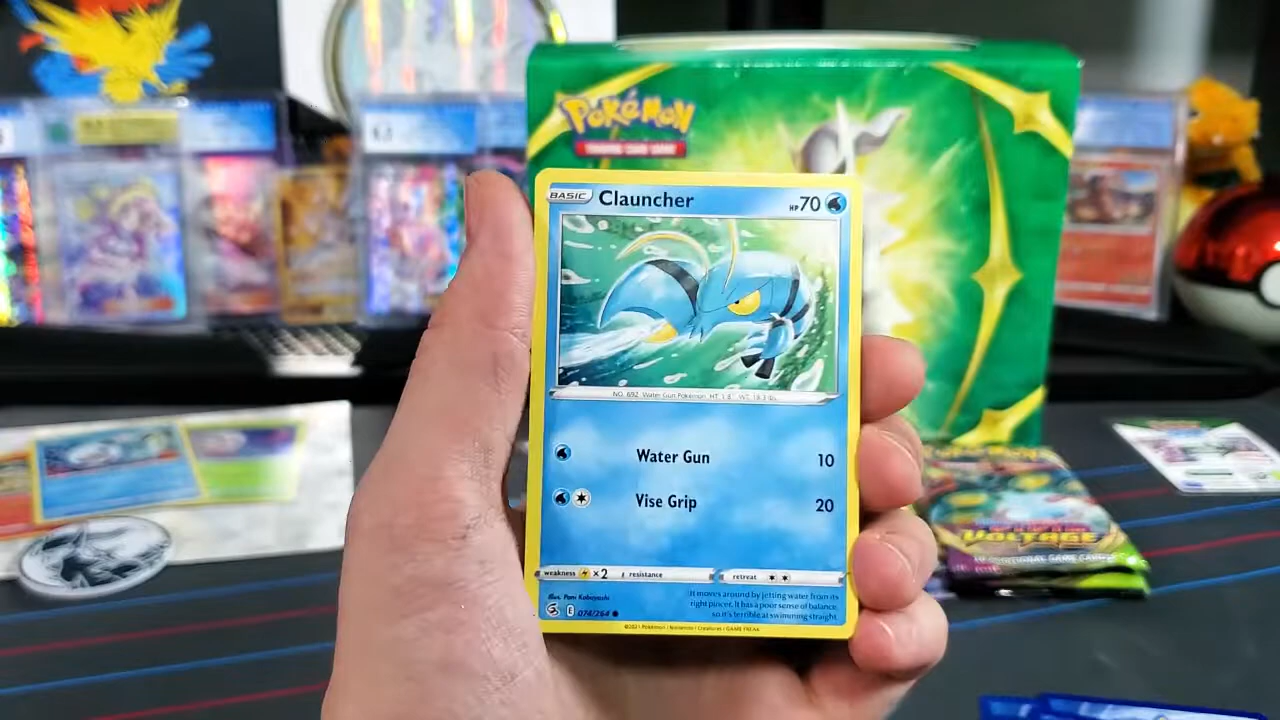 POKéMON
TRADING CARD GAME
BASIC Clauncher HP 70
NO. 692 Water Gun Pokémon HT. 1'8" WT. 18.3 lbs.
Water Gun 10
Vise Grip 20
weakness ×2 resistance retreat
Illus. Pani Kobayashi
It moves around by jetting water from its
right pincer. It has a poor sense of balance,
so it's terrible at swimming straight.
E 074/264 ●
©2021 Pokémon / Nintendo / Creatures / GAME FREAK
VOLTAGE